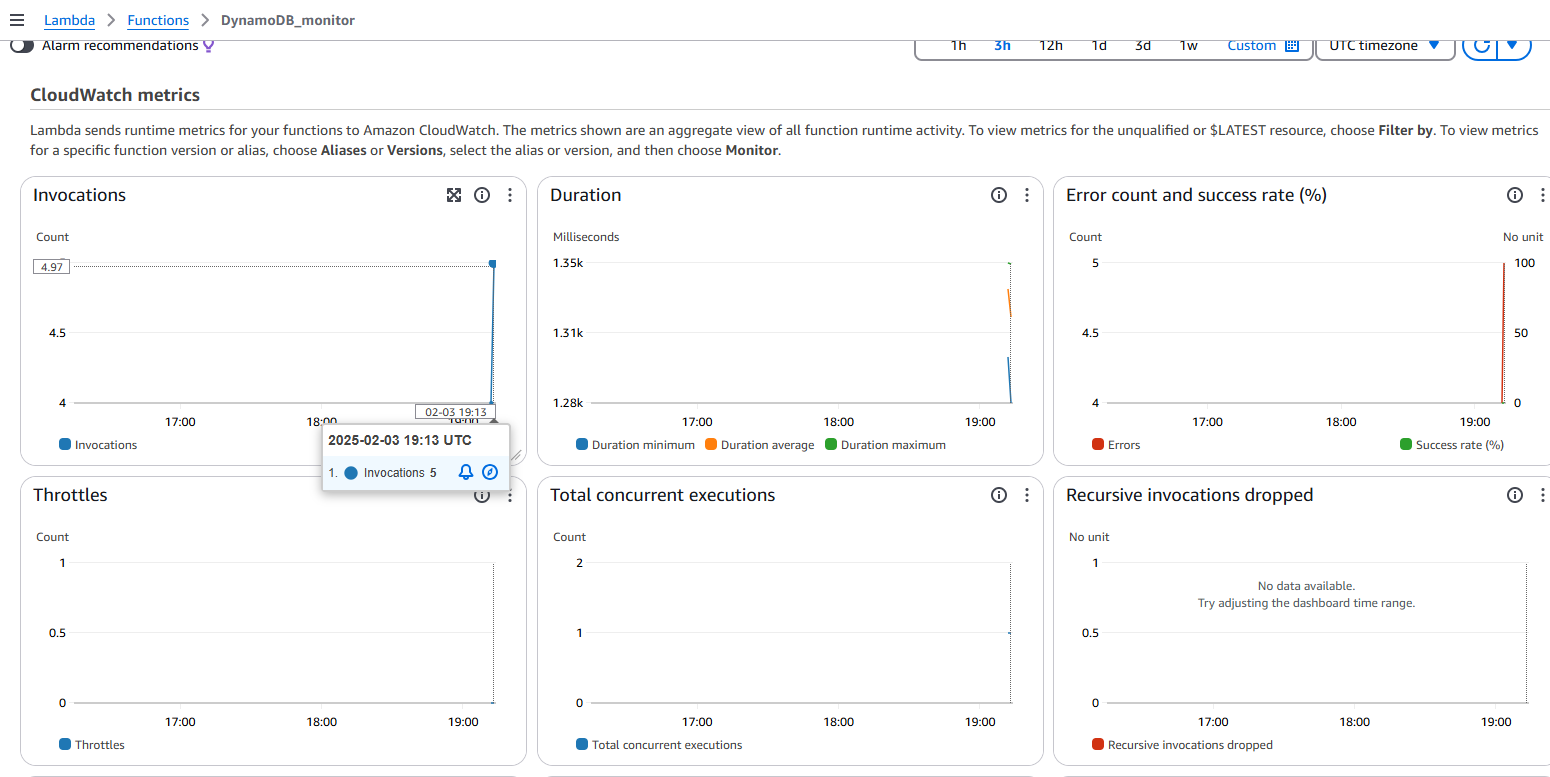 Lambda Functions DynamoDB_monitor
Alarm recommendations 1h 3h 12h 1d 3d 1w Custom UTC timezone
CloudWatch metrics
Lambda sends runtime metrics for your functions to Amazon CloudWatch. The metrics shown are an aggregate view of all function runtime activity. To view metrics for the unqualified or $LATEST resource, choose Filter by. To view metrics
for a specific function version or alias, choose Aliases or Versions, select the alias or version, and then choose Monitor.
Invocations
Count
4.97
4.5
4
17:00 18:00 19:00
02-03 19:13
Invocations
2025-02-03 19:13 UTC
1. Invocations 5
Duration
Milliseconds
1.35k
1.31k
1.28k
17:00 18:00 19:00
Duration minimum Duration average Duration maximum
Error count and success rate (%)
Count No unit
5 100
4.5 50
4 0
17:00 18:00 19:00
Errors Success rate (%)
Throttles
Count
1
0.5
0
17:00 18:00 19:00
Throttles
Total concurrent executions
Count
2
1
0
17:00 18:00 19:00
Total concurrent executions
Recursive invocations dropped
No unit
1
No data available.
Try adjusting the dashboard time range.
0.5
0
17:00 18:00 19:00
Recursive invocations dropped